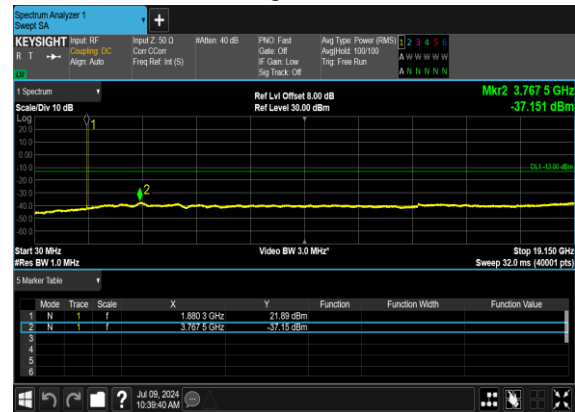 Spectrum Analyzer 1
Swept SA
KEYSIGHT
R T
LW
Input: RF
Coupling: DC
Align: Auto
Input Z: 50 Ω
Corr CCorr
Freq Ref: Int (S)
#Atten: 40 dB
PNO: Fast
Gate: Off
IF Gain: Low
Sig Track: Off
Avg Type: Power (RMS)
Avg|Hold: 100/100
Trig: Free Run
1 2 3 4 5 6
A W W W W W
A N N N N N
1 Spectrum
Scale/Div 10 dB
Ref Lvl Offset 8.00 dB
Ref Level 30.00 dBm
Mkr2 3.767 5 GHz
-37.151 dBm
Log
20.0
10.0
0.00
-10.0
-20.0
-30.0
-40.0
-50.0
-60.0
1
2
CL1 -13.00 dBm
Start 30 MHz
#Res BW 1.0 MHz
Video BW 3.0 MHz*
Stop 19.150 GHz
Sweep 32.0 ms (40001 pts)
5 Marker Table
Mode Trace Scale X Y Function Function Width Function Value
1 N 1 f 1.880 3 GHz 21.89 dBm
2 N 1 f 3.767 5 GHz -37.15 dBm
3
4
5
6
?
Jul 09, 2024
10:39:40 AM